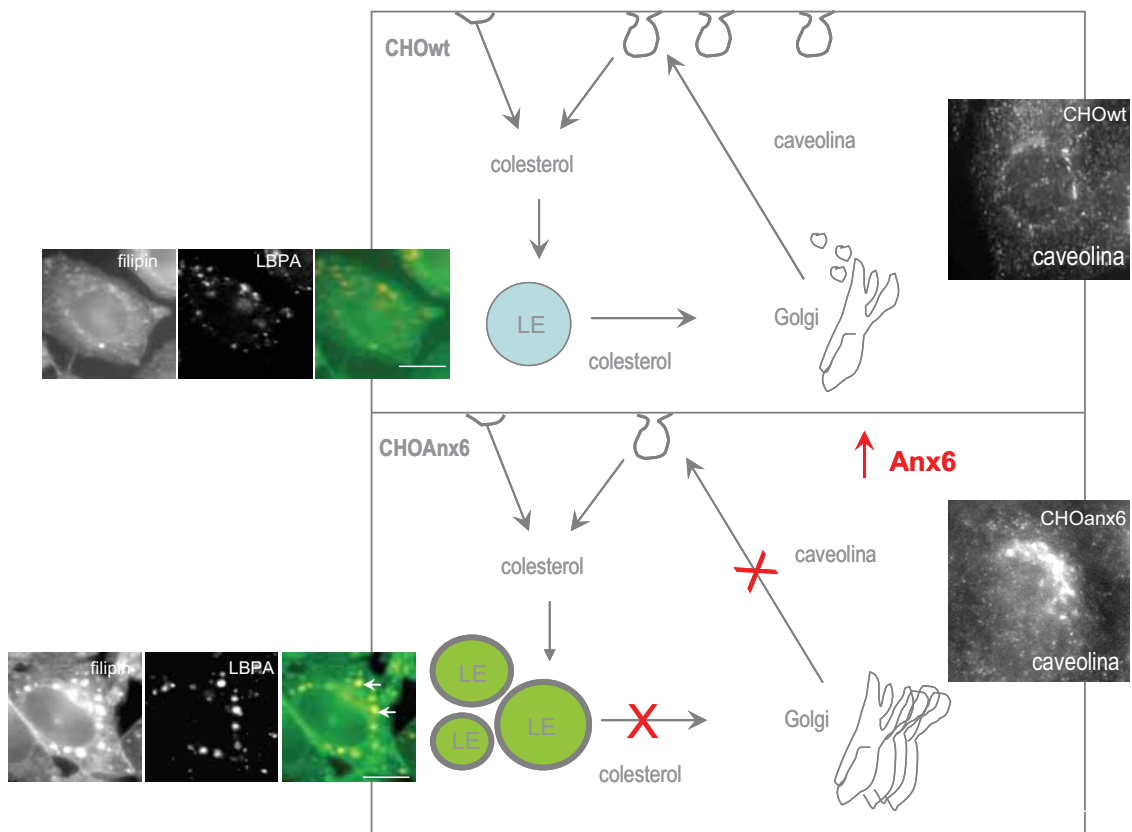 CHOwt
colesterol
caveolina
CHOwt
caveolina
filipin
LBPA
LE
colesterol
Golgi
CHOAnx6
Anx6
colesterol
caveolina
CHOanx6
caveolina
filipin
LBPA
LE
LE
LE
colesterol
Golgi